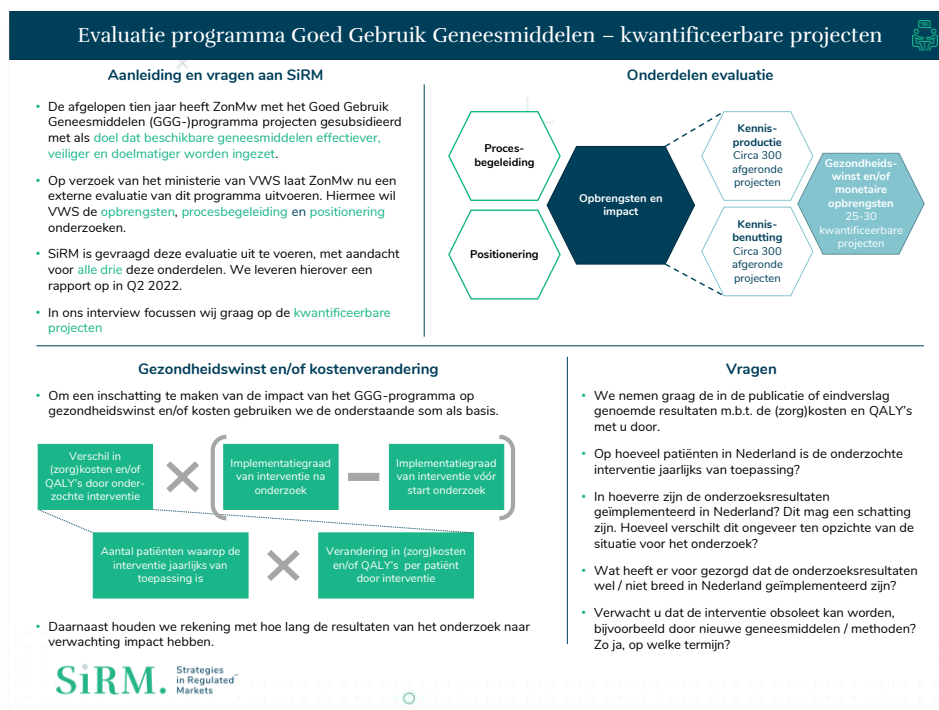 Evaluatie programma Goed Gebruik Geneesmiddelen – kwantificeerbare projecten
Aanleiding en vragen aan SiRM
• De afgelopen tien jaar heeft ZonMw met het Goed Gebruik
Geneesmiddelen (GGG-)programma projecten gesubsidieerd
met als doel dat beschikbare geneesmiddelen effectiever,
veiliger en doelmatiger worden ingezet.
• Op verzoek van het ministerie van VWS laat ZonMw nu een
externe evaluatie van dit programma uitvoeren. Hiermee wil
VWS de opbrengsten, procesbegeleiding en positionering
onderzoeken.
• SiRM is gevraagd deze evaluatie uit te voeren, met aandacht
voor alle drie deze onderdelen. We leveren hierover een
rapport op in Q2 2022.
• In ons interview focussen wij graag op de kwantificeerbare
projecten
Onderdelen evaluatie
Proces-
begeleiding
Positionering
Opbrengsten en
impact
Kennis-
productie
Circa 300
afgeronde
projecten
Kennis-
benutting
Circa 300
afgeronde
projecten
Gezondheids-
winst en/of
monetaire
opbrengsten
25-30
kwantificeerbare
projecten
Gezondheidswinst en/of kostenverandering
• Om een inschatting te maken van de impact van het GGG-programma op
gezondheidswinst en/of kosten gebruiken we de onderstaande som als basis.
Verschil in
(zorg)kosten en/of
QALY's door onder-
zochte interventie
Implementatiegraad
van interventie na
onderzoek
Implementatiegraad
van interventie vóór
start onderzoek
Aantal patiënten waarop de
interventie jaarlijks van
toepassing is
Verandering in (zorg)kosten
en/of QALY's per patiënt
door interventie
• Daarnaast houden we rekening met hoe lang de resultaten van het onderzoek naar
verwachting impact hebben.
Vragen
• We nemen graag de in de publicatie of eindverslag
genoemde resultaten m.b.t. de (zorg)kosten en QALY's
met u door.
• Op hoeveel patiënten in Nederland is de onderzochte
interventie jaarlijks van toepassing?
• In hoeverre zijn de onderzoeksresultaten
geïmplementeerd in Nederland? Dit mag een schatting
zijn. Hoeveel verschilt dit ongeveer ten opzichte van de
situatie voor het onderzoek?
• Wat heeft er voor gezorgd dat de onderzoeksresultaten
wel / niet breed in Nederland geïmplementeerd zijn?
• Verwacht u dat de interventie obsoleet kan worden,
bijvoorbeeld door nieuwe geneesmiddelen / methoden?
Zo ja, op welke termijn?
SiRM.
Strategies
in Regulated
Markets